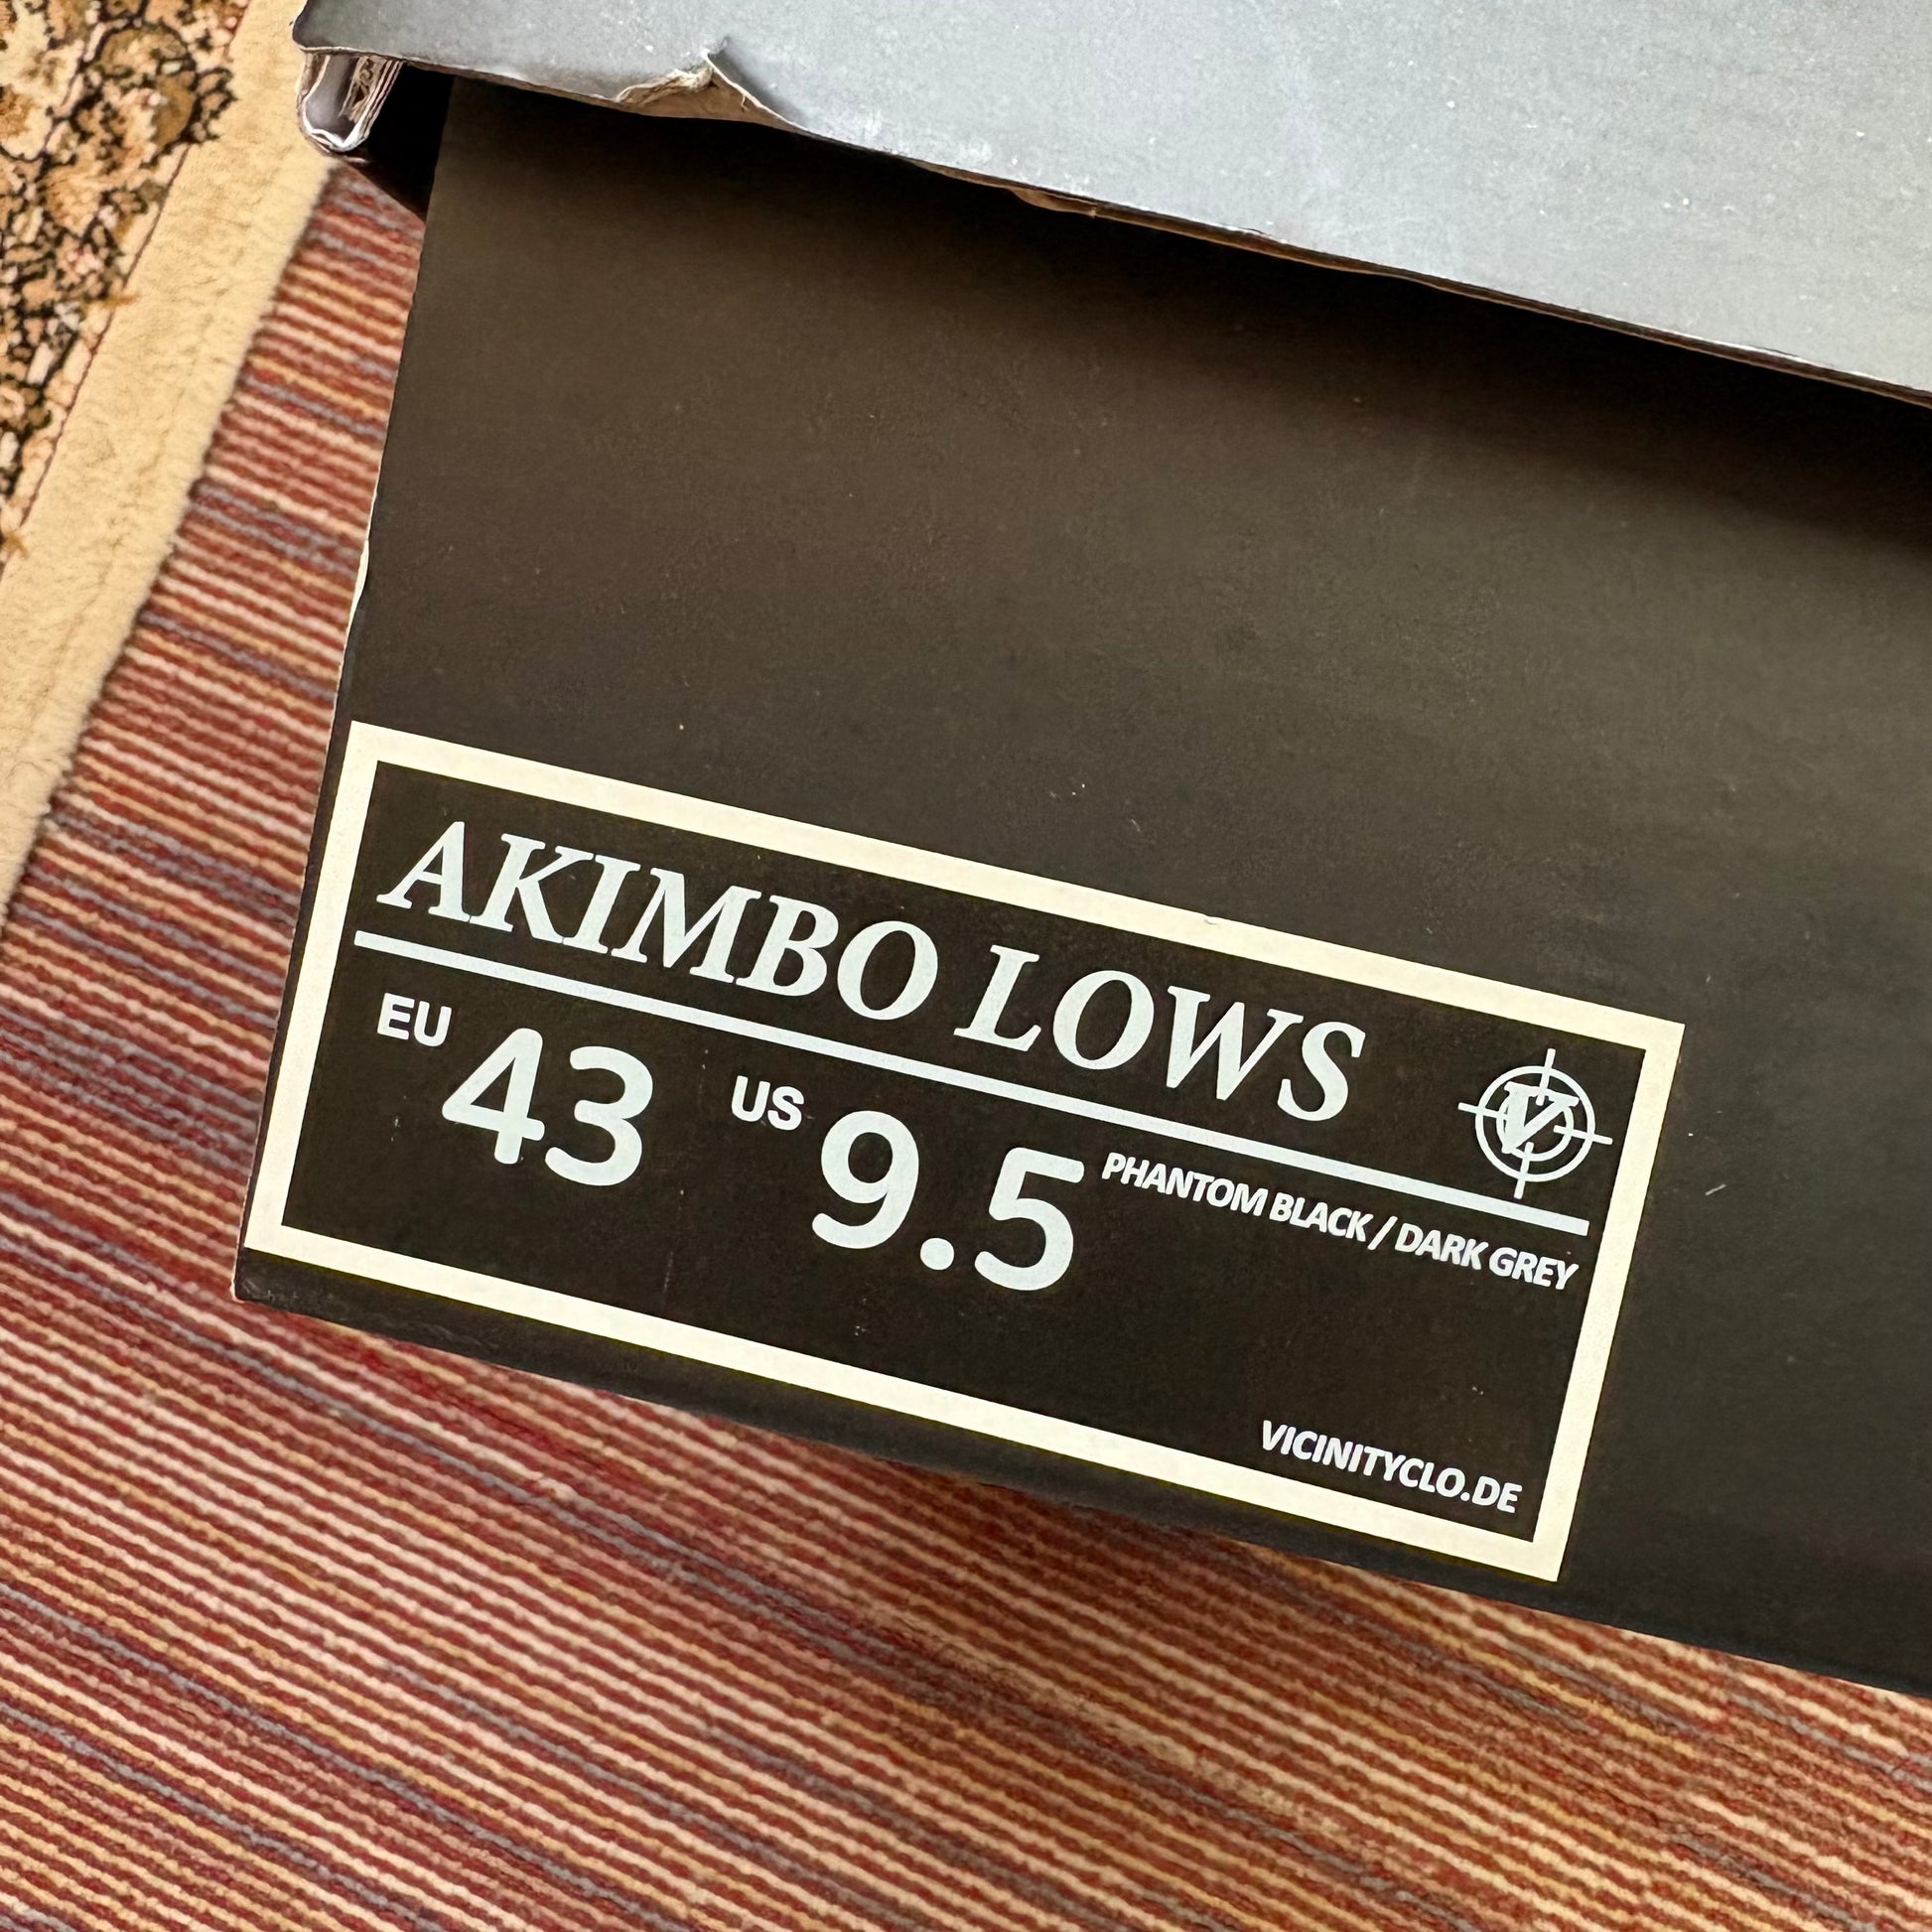 AKIMBO LOWS
EU 43 US 9.5
PHANTOM BLACK / DARK GREY
VICINITYCLO.DE